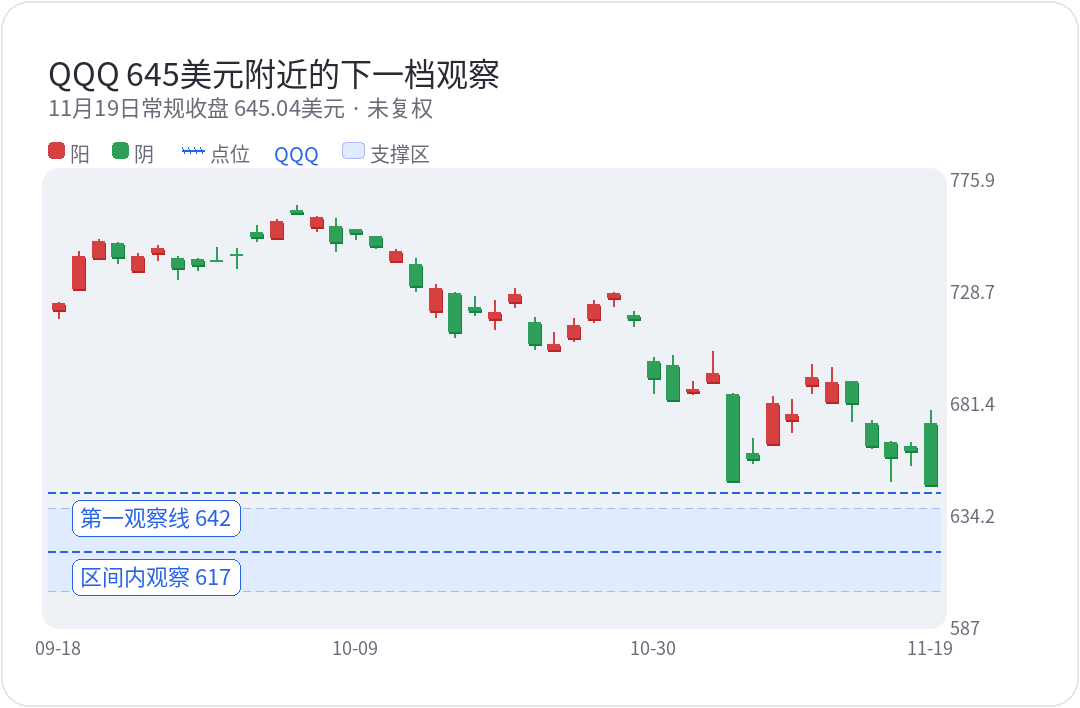 QQQ 645美元附近的下一档观察
11月19日常规收盘 645.04美元 · 未复权
阳 阴 点位 QQQ 支撑区
775.9
728.7
681.4
634.2
587
第一观察线 642
区间内观察 617
09-18 10-09 10-30 11-19